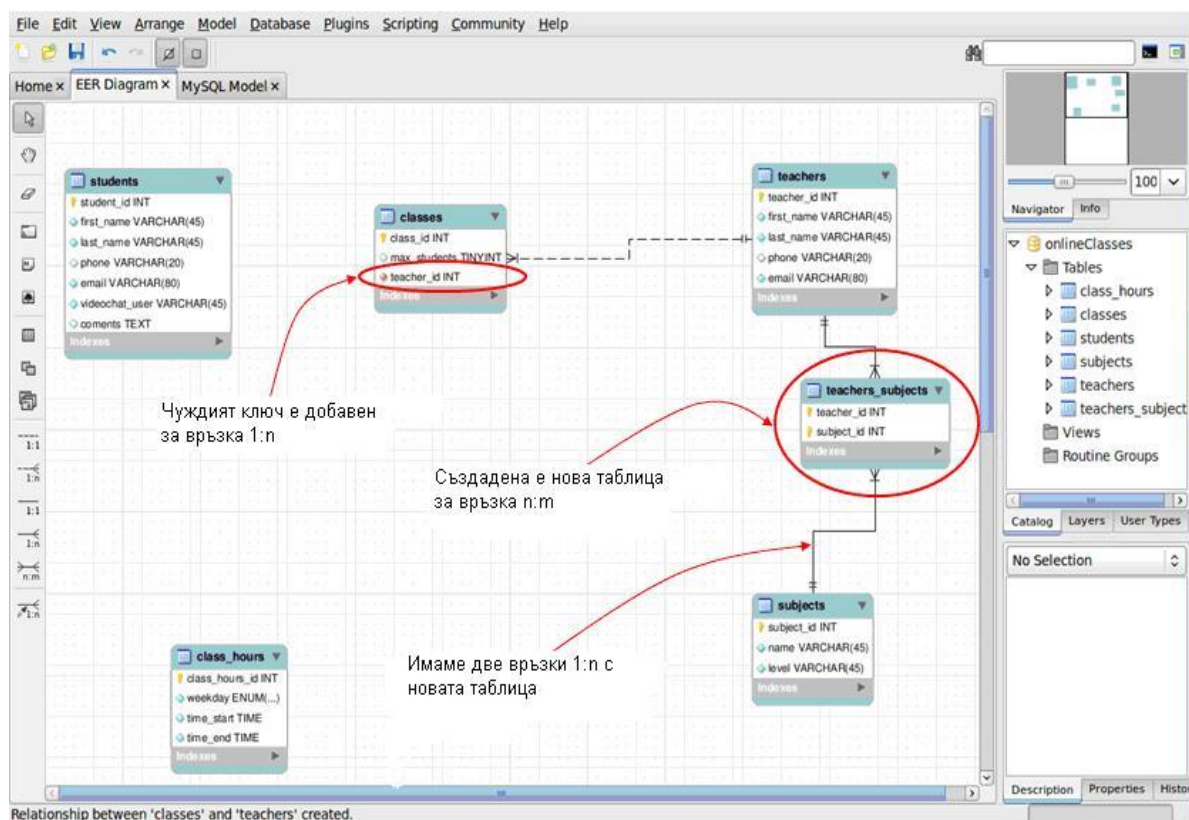 File Edit View Arrange Model Database Plugins Scripting Community Help
Home x EER Diagram x MySQL Model x
100
Navigator Info
onlineClasses
Tables
class_hours
classes
students
subjects
teachers
teachers_subject
Views
Routine Groups
Catalog Layers User Types
No Selection
Description Properties Histo
1:1
1:n
1:1
1:n
n:m
1:n
students
student_id INT
first_name VARCHAR(45)
last_name VARCHAR(45)
phone VARCHAR(20)
email VARCHAR(80)
videochat_user VARCHAR(45)
coments TEXT
Indexes
classes
class_id INT
max_students TINYINT
teacher_id INT
Indexes
teachers
teacher_id INT
first_name VARCHAR(45)
last_name VARCHAR(45)
phone VARCHAR(20)
email VARCHAR(80)
Indexes
teachers_subjects
teacher_id INT
subject_id INT
Indexes
Чуждият ключ е добавен
за връзка 1:n
Създадена е нова таблица
за връзка n:m
subjects
subject_id INT
name VARCHAR(45)
level VARCHAR(45)
Indexes
class_hours
class_hours_id INT
weekday ENUM(...)
time_start TIME
time_end TIME
Indexes
Имаме две връзки 1:n с
новата таблица
Relationship between 'classes' and 'teachers' created.